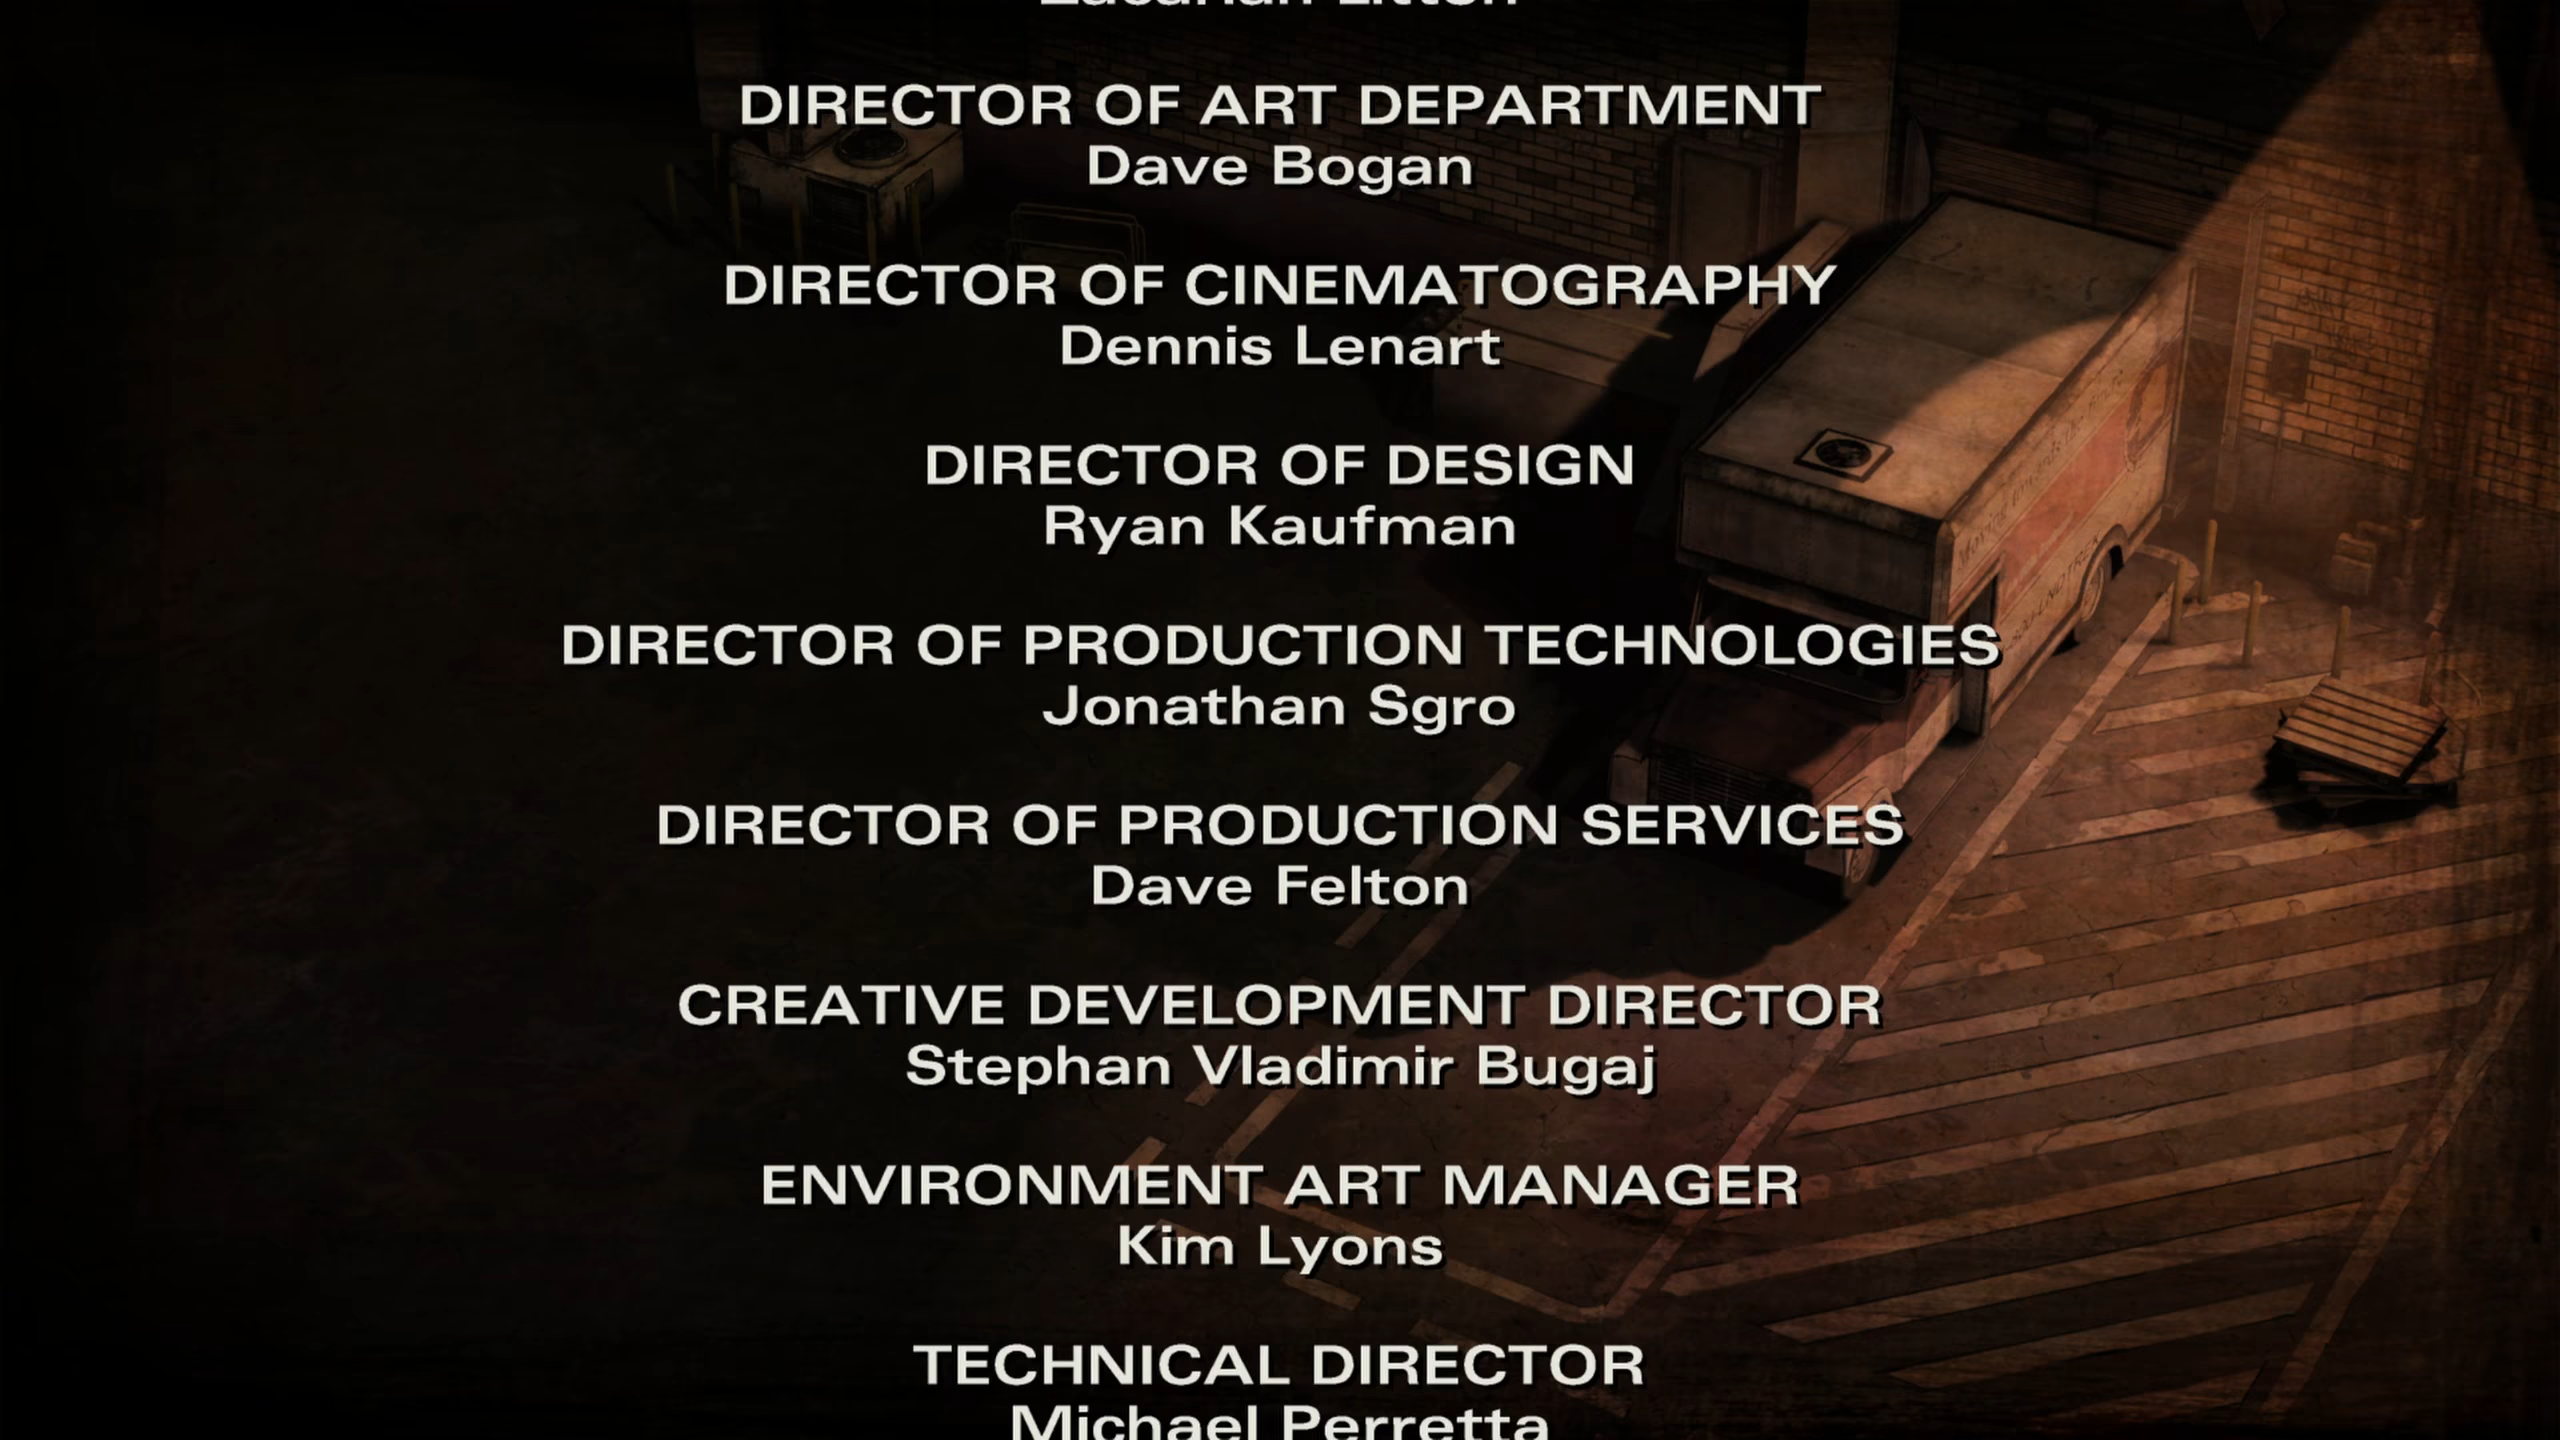 Zachariah Litton
DIRECTOR OF ART DEPARTMENT
Dave Bogan
DIRECTOR OF CINEMATOGRAPHY
Dennis Lenart
DIRECTOR OF DESIGN
Ryan Kaufman
DIRECTOR OF PRODUCTION TECHNOLOGIES
Jonathan Sgro
DIRECTOR OF PRODUCTION SERVICES
Dave Felton
CREATIVE DEVELOPMENT DIRECTOR
Stephan Vladimir Bugaj
ENVIRONMENT ART MANAGER
Kim Lyons
TECHNICAL DIRECTOR
Michael Perretta